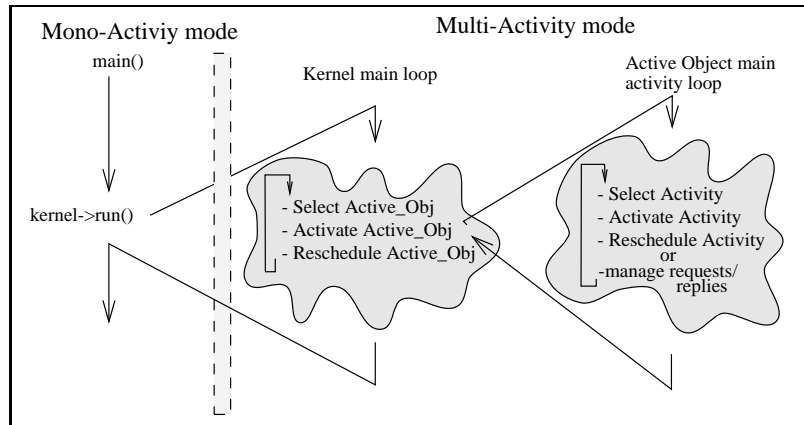 Mono-Activiy mode
Multi-Activity mode
main()
kernel->run()
Kernel main loop
- Select Active_Obj
- Activate Active_Obj
- Reschedule Active_Obj
Active Object main
activity loop
- Select Activity
- Activate Activity
- Reschedule Activity
or
-manage requests/
replies